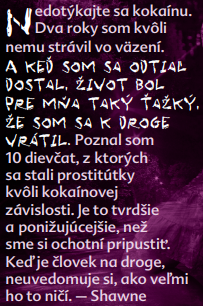 Nedotýkajte sa kokaínu.
Dva roky som kvôli
nemu strávil vo väzení.
A KEĎ SOM SA ODTIAĽ
DOSTAL, ŽIVOT BOL
PRE MŇA TAKÝ ŤAŽKÝ,
ŽE SOM SA K DROGE
VRÁTIL. Poznal som
10 dievčat, z ktorých
sa stali prostitútky
kvôli kokaínovej
závislosti. Je to tvrdšie
a ponižujúcejšie, než
sme si ochotní pripustiť.
Keď je človek na droge,
neuvedomuje si, ako veľmi
ho to ničí. — Shawne